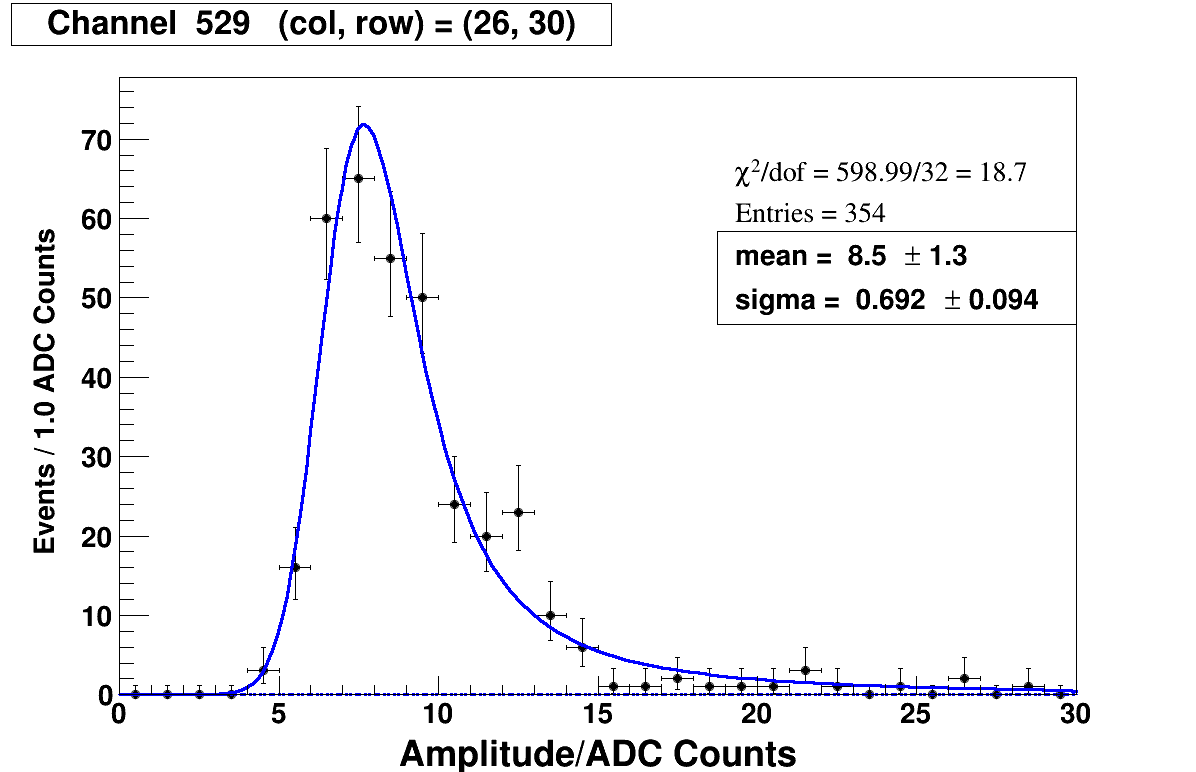 Channel 529 (col, row) = (26, 30)
χ²/dof = 598.99/32 = 18.7
Entries = 354
mean = 8.5 ± 1.3
sigma = 0.692 ± 0.094
Events / 1.0 ADC Counts
70
60
50
40
30
20
10
0
0 5 10 15 20 25 30
Amplitude/ADC Counts